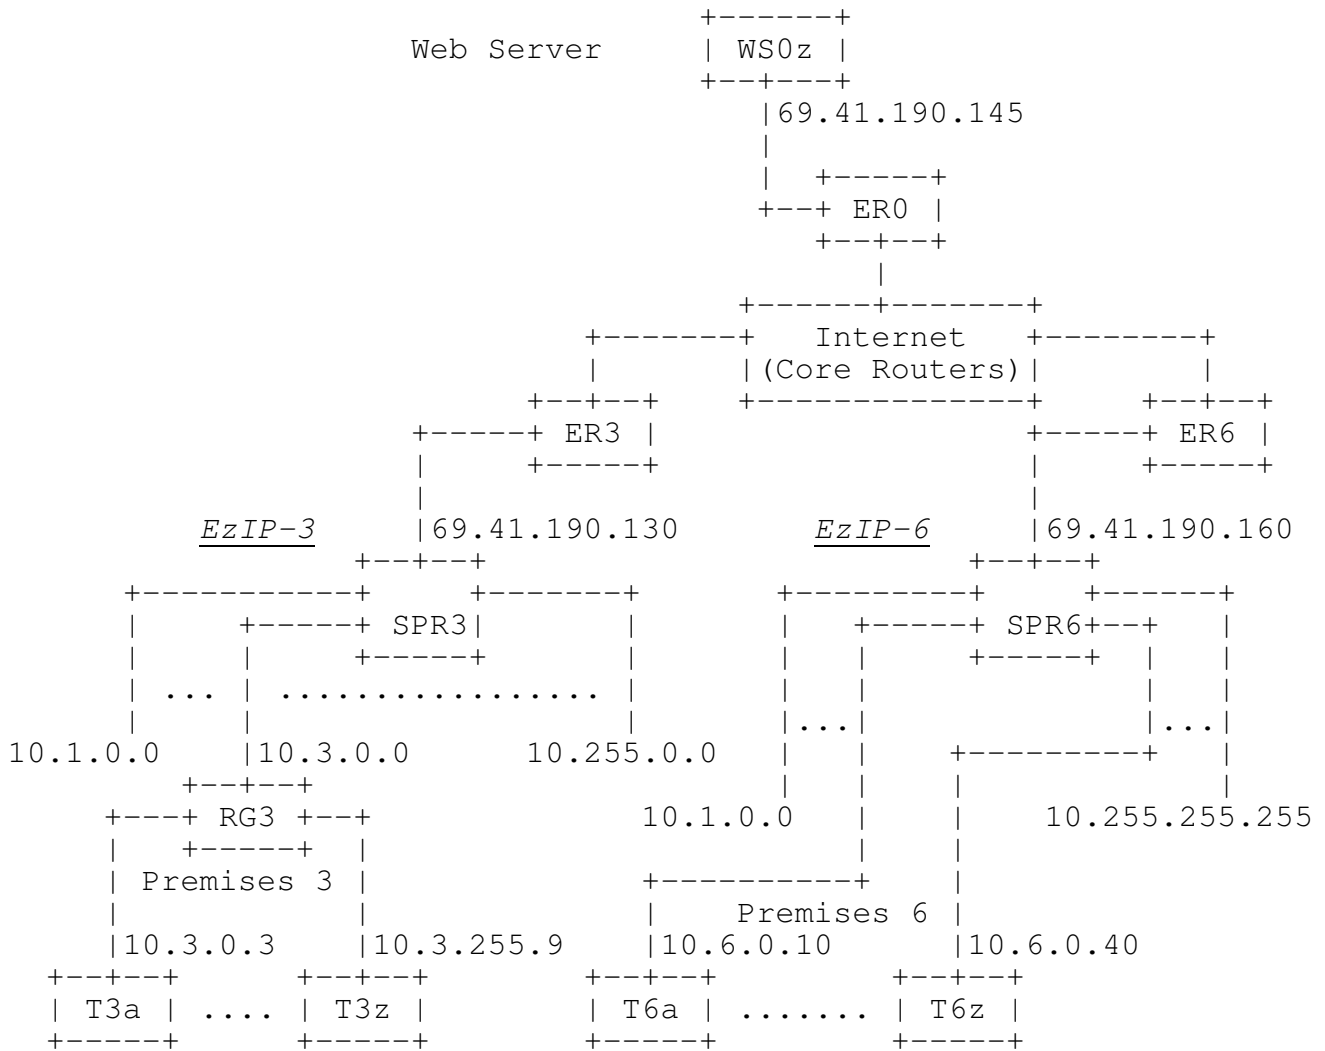 Web Server WS0z
69.41.190.145
ER0
Internet
(Core Routers)
ER3 ER6
EzIP-3 69.41.190.130 EzIP-6 69.41.190.160
SPR3 SPR6
... .................
... ...
10.1.0.0 10.3.0.0 10.255.0.0
RG3 10.1.0.0 10.255.255.255
Premises 3
Premises 6
10.3.0.3 10.3.255.9 10.6.0.10 10.6.0.40
T3a .... T3z T6a ....... T6z